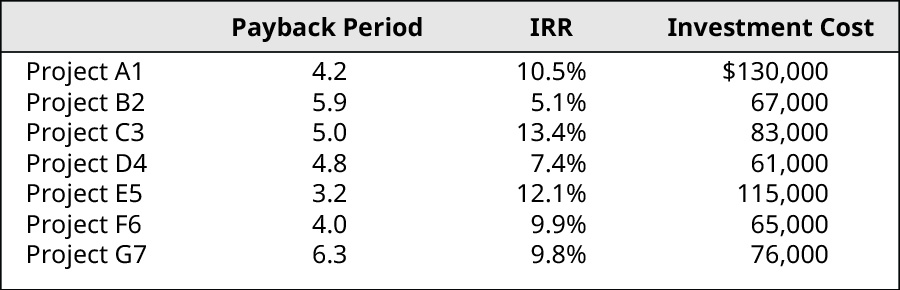 Payback Period IRR Investment Cost
Project A1 4.2 10.5% $130,000
Project B2 5.9 5.1% 67,000
Project C3 5.0 13.4% 83,000
Project D4 4.8 7.4% 61,000
Project E5 3.2 12.1% 115,000
Project F6 4.0 9.9% 65,000
Project G7 6.3 9.8% 76,000